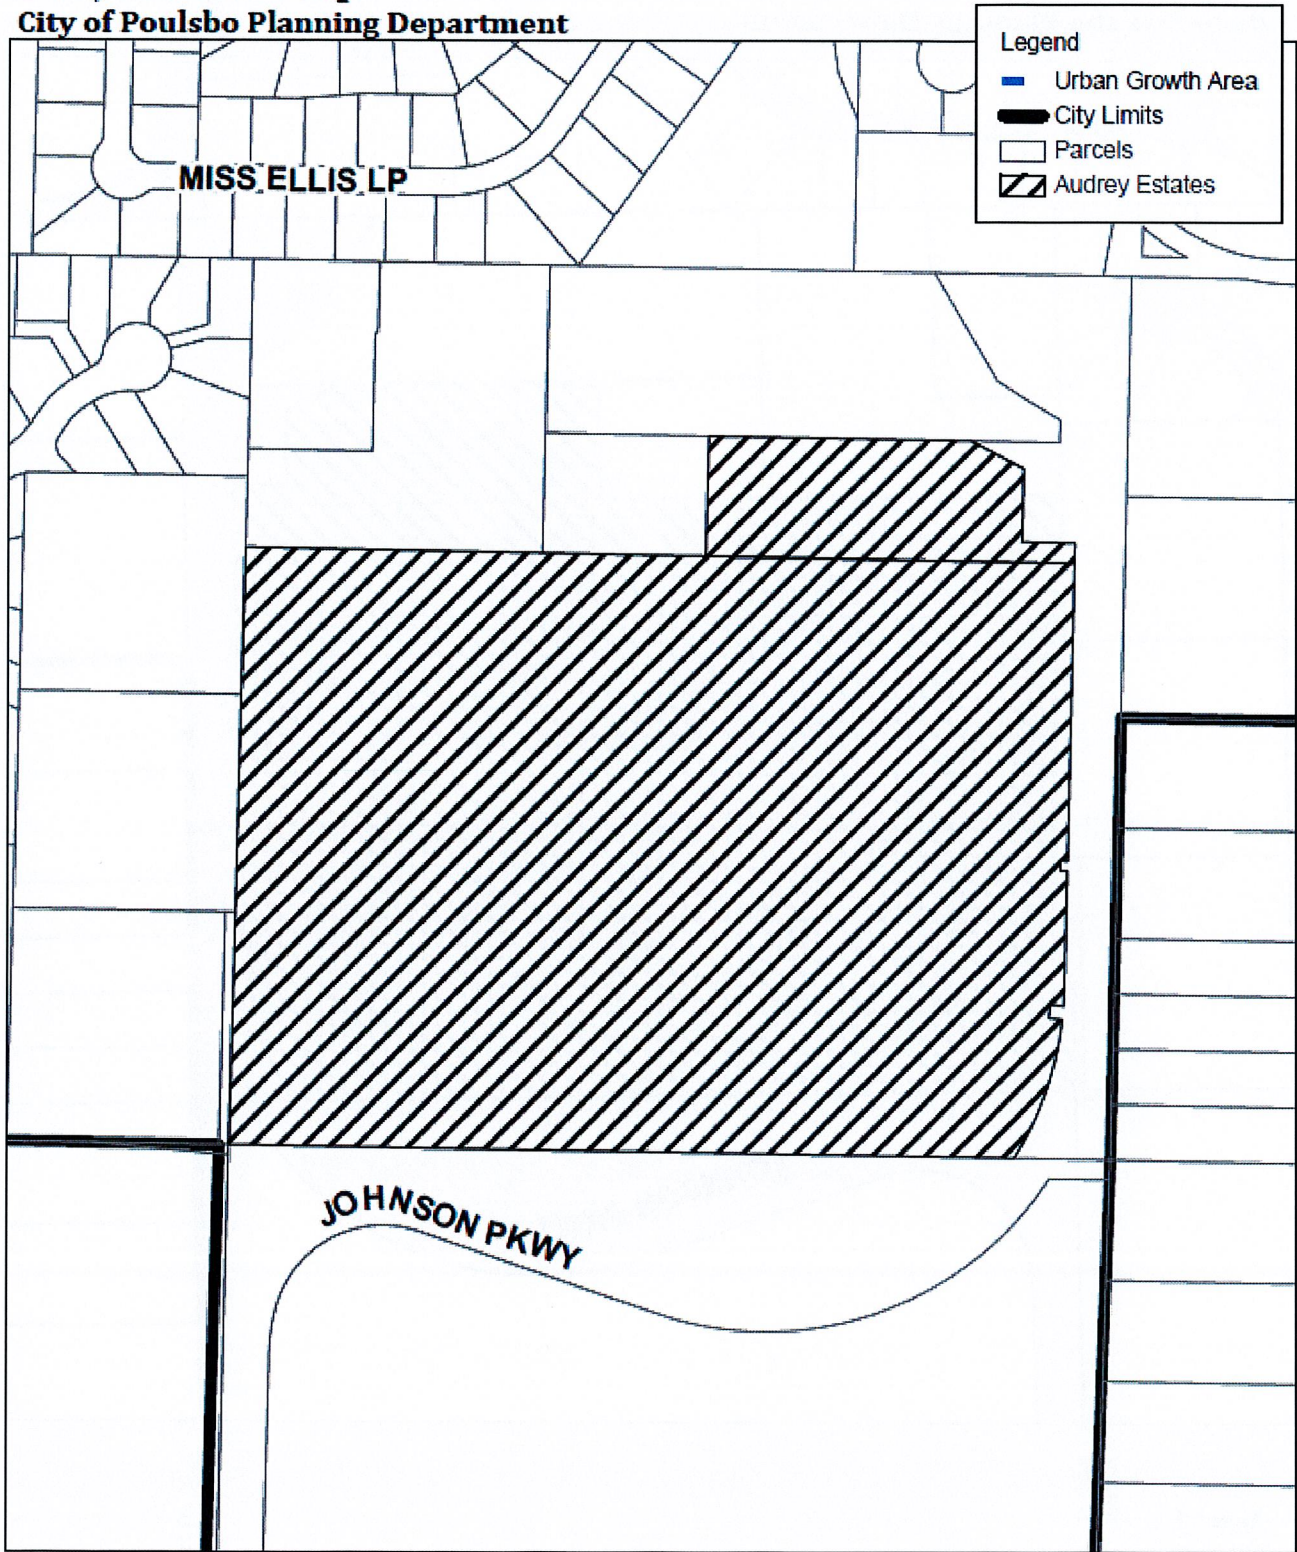 City of Poulsbo Planning Department
Legend
Urban Growth Area
City Limits
Parcels
Audrey Estates
MISS ELLIS LP
JOHNSON PKWY